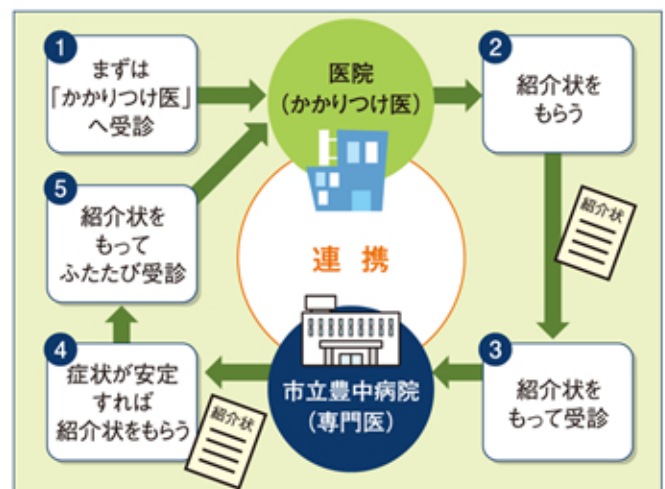 1
まずは
「かかりつけ医」
へ受診
医院
(かかりつけ医)
2
紹介状を
もらう
紹介状
連携
3
紹介状を
もって受診
市立豊中病院
(専門医)
4
症状が安定
すれば
紹介状をもらう
紹介状
5
紹介状を
もって
ふたたび受診